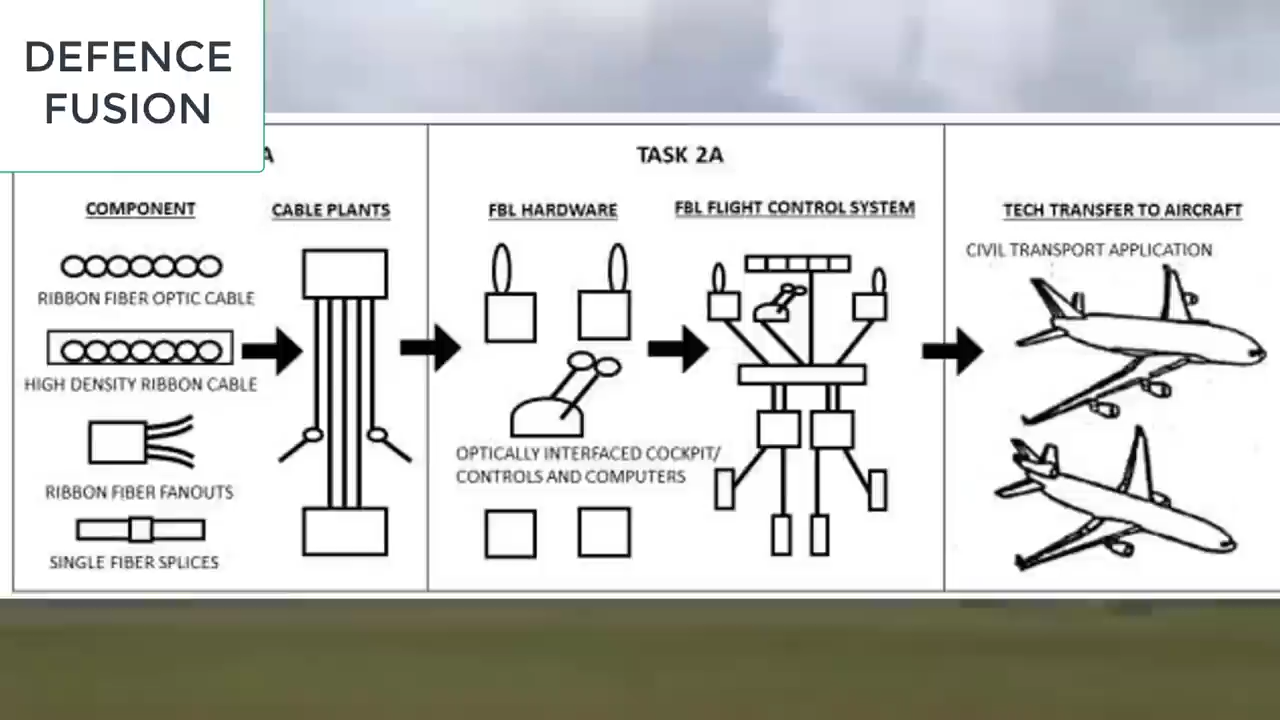 DEFENCE
FUSION
A
TASK 2A
COMPONENT
CABLE PLANTS
FBL HARDWARE
FBL FLIGHT CONTROL SYSTEM
TECH TRANSFER TO AIRCRAFT
CIVIL TRANSPORT APPLICATION
RIBBON FIBER OPTIC CABLE
HIGH DENSITY RIBBON CABLE
OPTICALLY INTERFACED COCKPIT/
CONTROLS AND COMPUTERS
RIBBON FIBER FANOUTS
SINGLE FIBER SPLICES